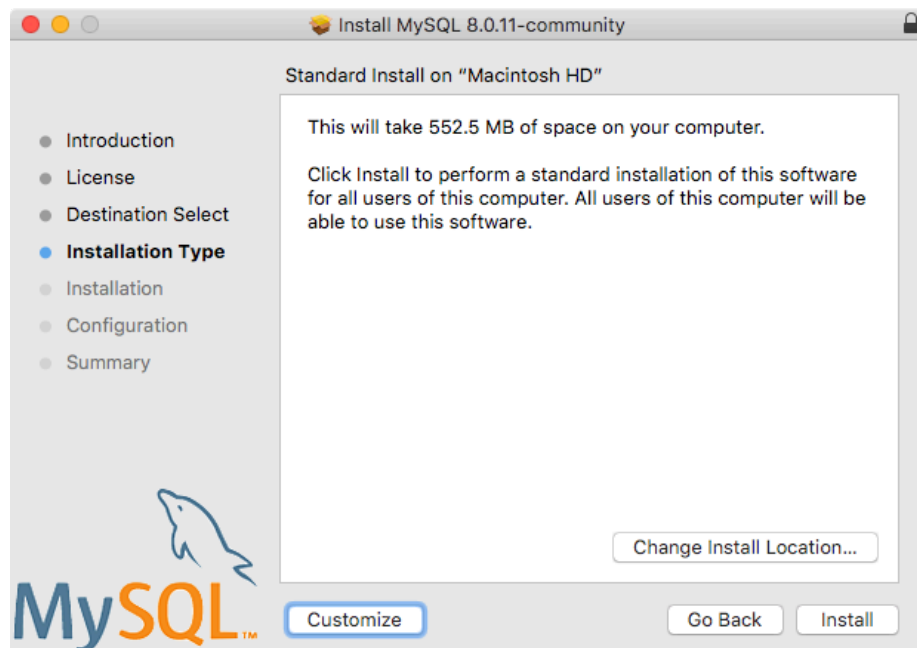 Install MySQL 8.0.11-community
Standard Install on “Macintosh HD”
Introduction
License
Destination Select
Installation Type
Installation
Configuration
Summary
This will take 552.5 MB of space on your computer.
Click Install to perform a standard installation of this software
for all users of this computer. All users of this computer will be
able to use this software.
Change Install Location...
MySQL™
Customize
Go Back
Install